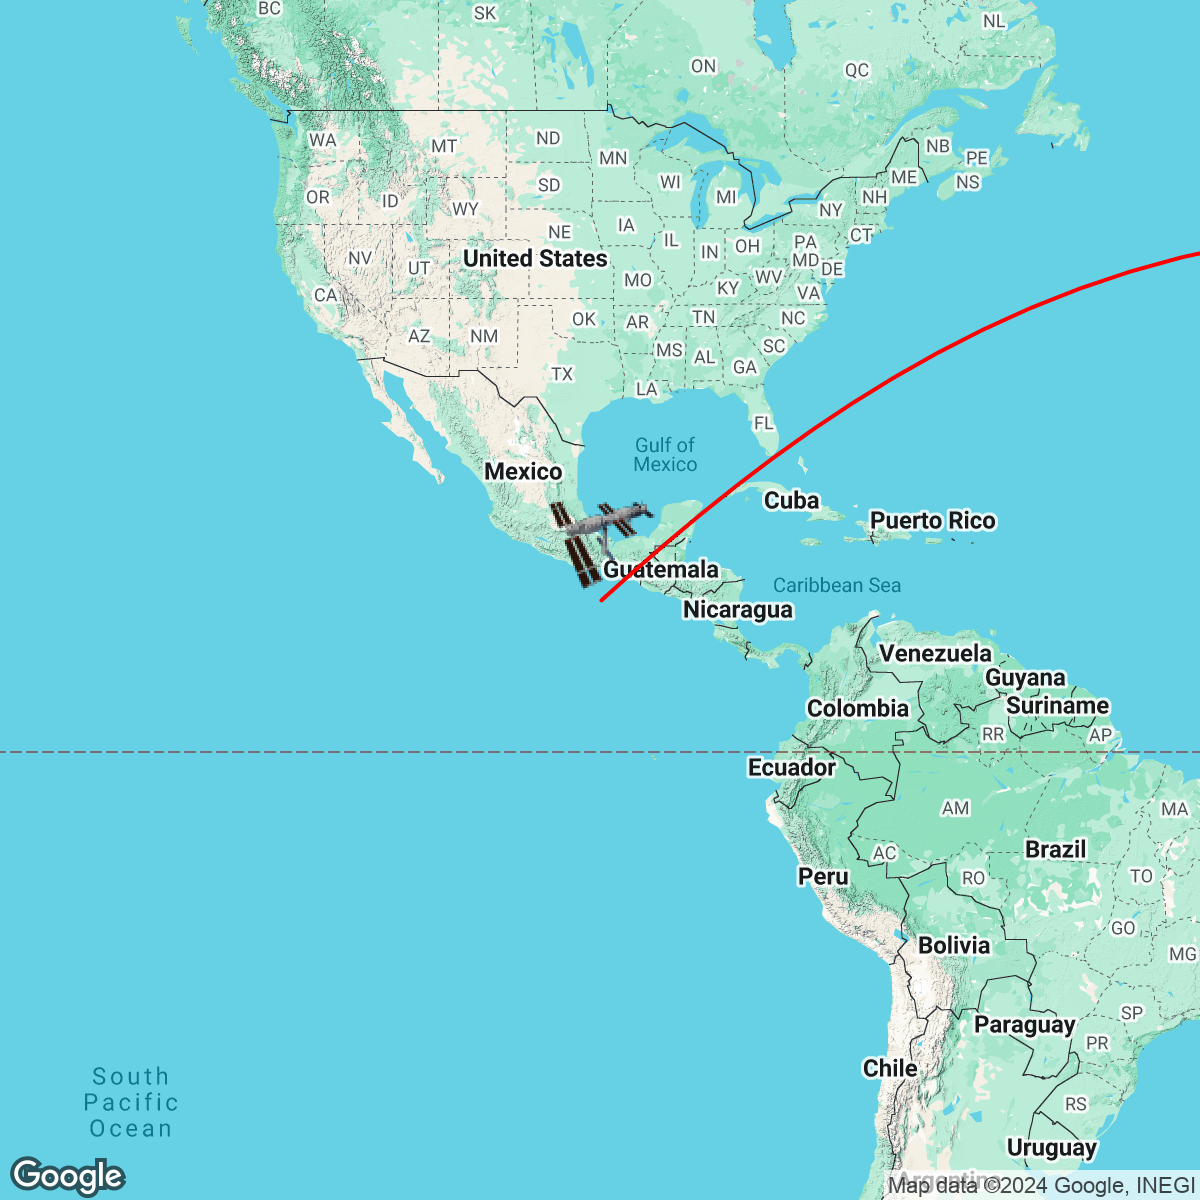 BC
SK
NL
ON
QC
WA
MT
ND
MN
NB
PE
OR
ID
SD
WI
MI
ME
NS
WY
NY
NH
NE
IA
IL
IN
OH
PA
CT
NV
UT
United States
MO
KY
WV
MD
DE
CA
VA
AZ
NM
OK
AR
TN
NC
MS
AL
SC
GA
TX
LA
FL
Gulf of
Mexico
Mexico
Cuba
Puerto Rico
Guatemala
Caribbean Sea
Nicaragua
Venezuela
Guyana
Colombia
Suriname
RR
AP
Ecuador
AM
MA
AC
Brazil
Peru
RO
TO
GO
Bolivia
MG
SP
Paraguay
PR
Chile
South
Pacific
Ocean
RS
Uruguay
Argentina
Google
Map data ©2024 Google, INEGI